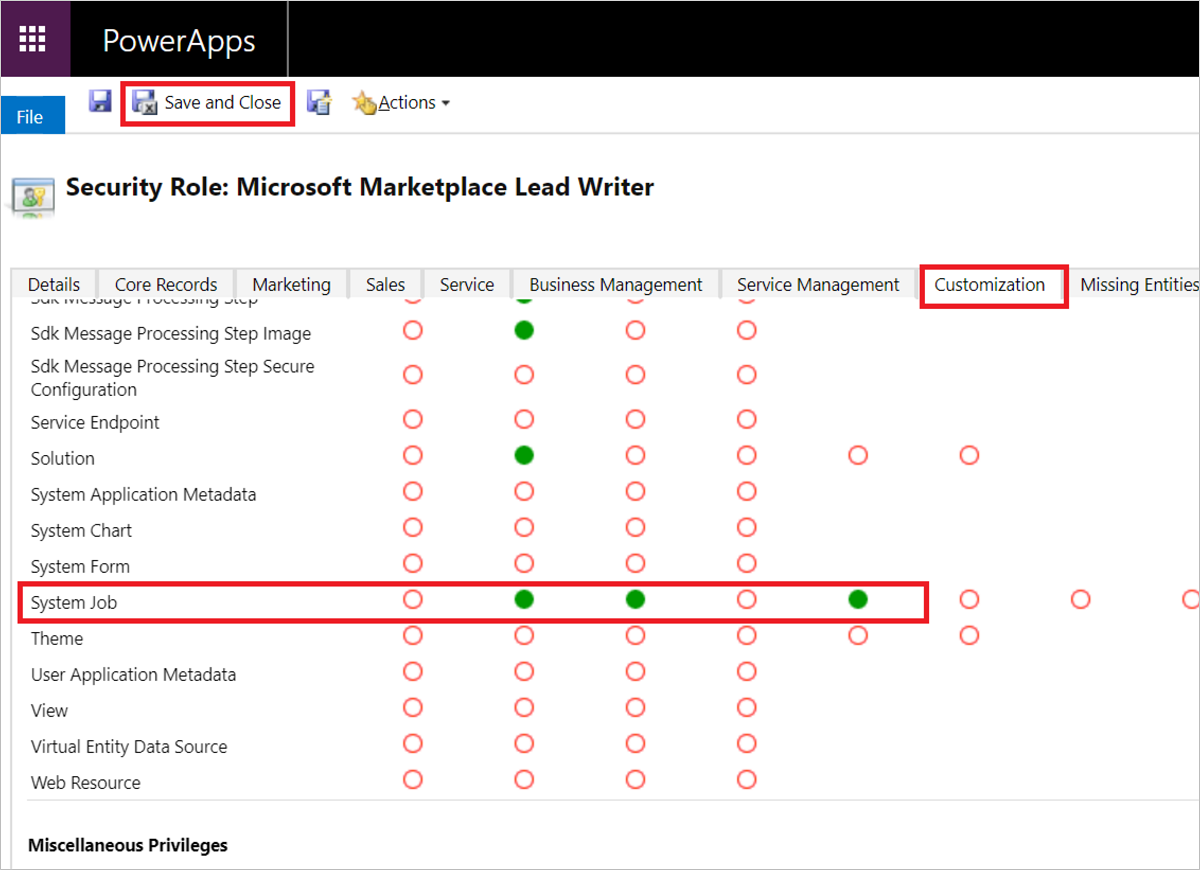 PowerApps
File
Save and Close
Actions
Security Role: Microsoft Marketplace Lead Writer
Details Core Records Marketing Sales Service Business Management Service Management Customization Missing Entities
Sdk Message Processing Step
Sdk Message Processing Step Image
Sdk Message Processing Step Secure
Configuration
Service Endpoint
Solution
System Application Metadata
System Chart
System Form
System Job
Theme
User Application Metadata
View
Virtual Entity Data Source
Web Resource
Miscellaneous Privileges